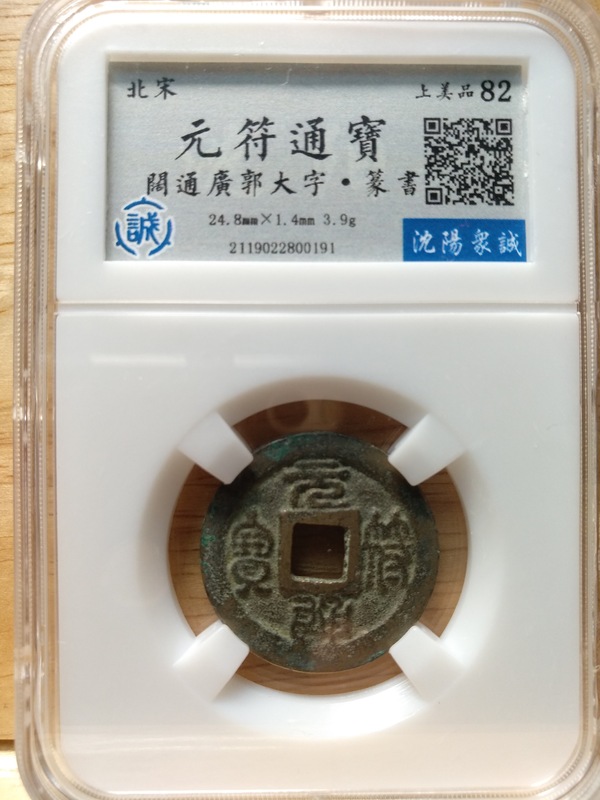 北宋
上美品82
元符通寶
闊通廣郭大字・篆書
誠
24.8mm×1.4mm 3.9g
2119022800191
沈陽衆誠
元
寶 符
通